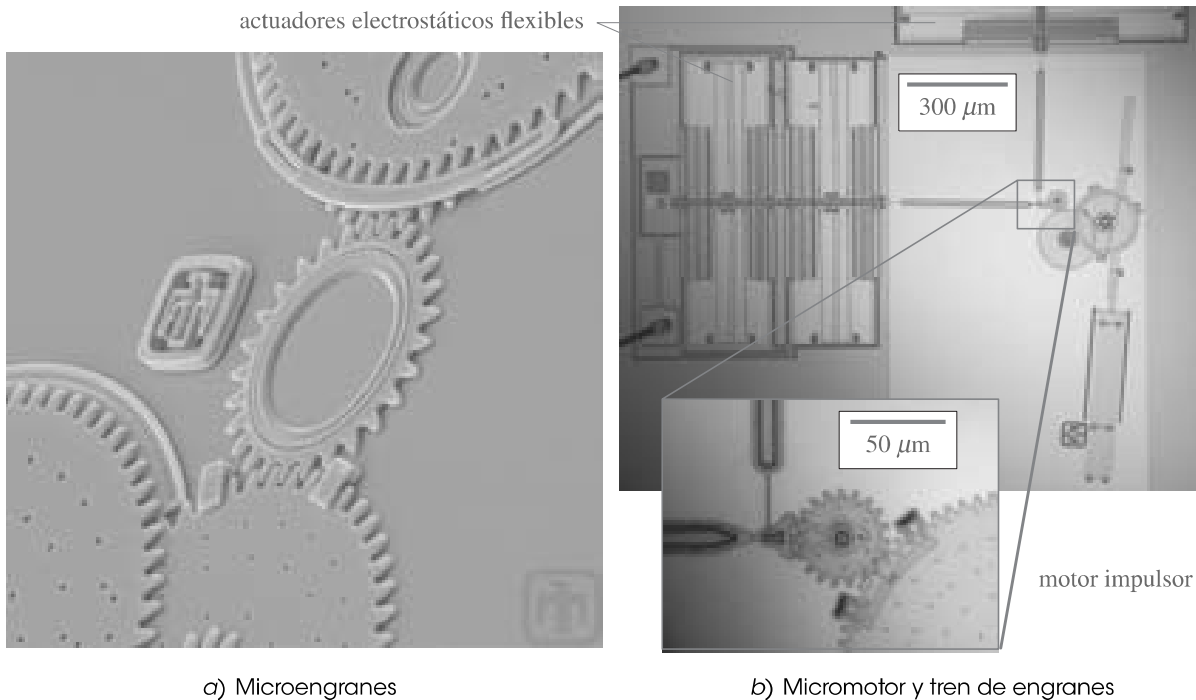 actuadores electrostáticos flexibles
300 μm
50 μm
motor impulsor
a) Microengranes
b) Micromotor y tren de engranes